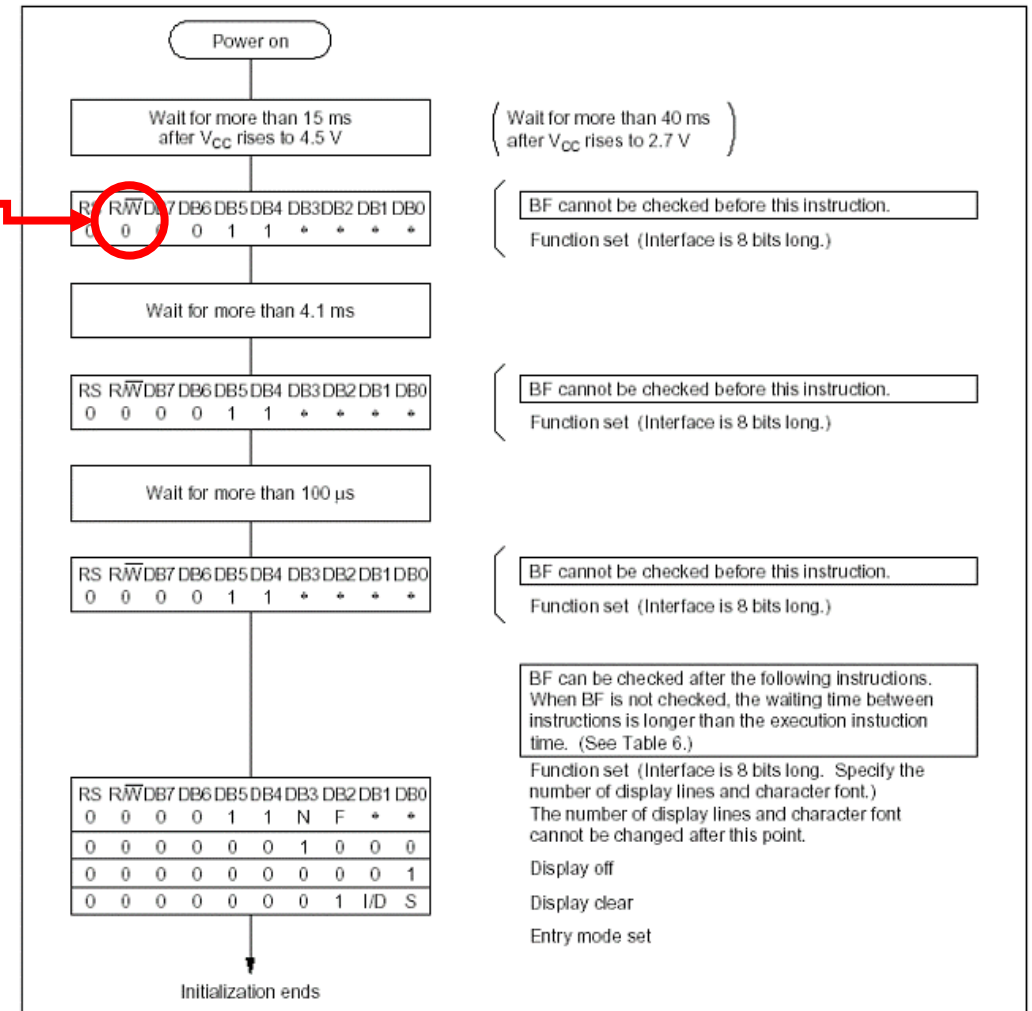 Power on
Wait for more than 15 ms
after VCC rises to 4.5 V
Wait for more than 40 ms
after VCC rises to 2.7 V
RS R/W̅ DB7 DB6 DB5 DB4 DB3 DB2 DB1 DB0
0 0 0 0 1 1 * * * *
BF cannot be checked before this instruction.
Function set (Interface is 8 bits long.)
Wait for more than 4.1 ms
RS R/W̅ DB7 DB6 DB5 DB4 DB3 DB2 DB1 DB0
0 0 0 0 1 1 * * * *
BF cannot be checked before this instruction.
Function set (Interface is 8 bits long.)
Wait for more than 100 µs
RS R/W̅ DB7 DB6 DB5 DB4 DB3 DB2 DB1 DB0
0 0 0 0 1 1 * * * *
BF cannot be checked before this instruction.
Function set (Interface is 8 bits long.)
BF can be checked after the following instructions.
When BF is not checked, the waiting time between
instructions is longer than the execution instuction
time. (See Table 6.)
RS R/W̅ DB7 DB6 DB5 DB4 DB3 DB2 DB1 DB0
0 0 0 0 1 1 N F * *
0 0 0 0 0 0 1 0 0 0
0 0 0 0 0 0 0 0 0 1
0 0 0 0 0 0 0 1 I/D S
Function set (Interface is 8 bits long. Specify the
number of display lines and character font.)
The number of display lines and character font
cannot be changed after this point.
Display off
Display clear
Entry mode set
Initialization ends